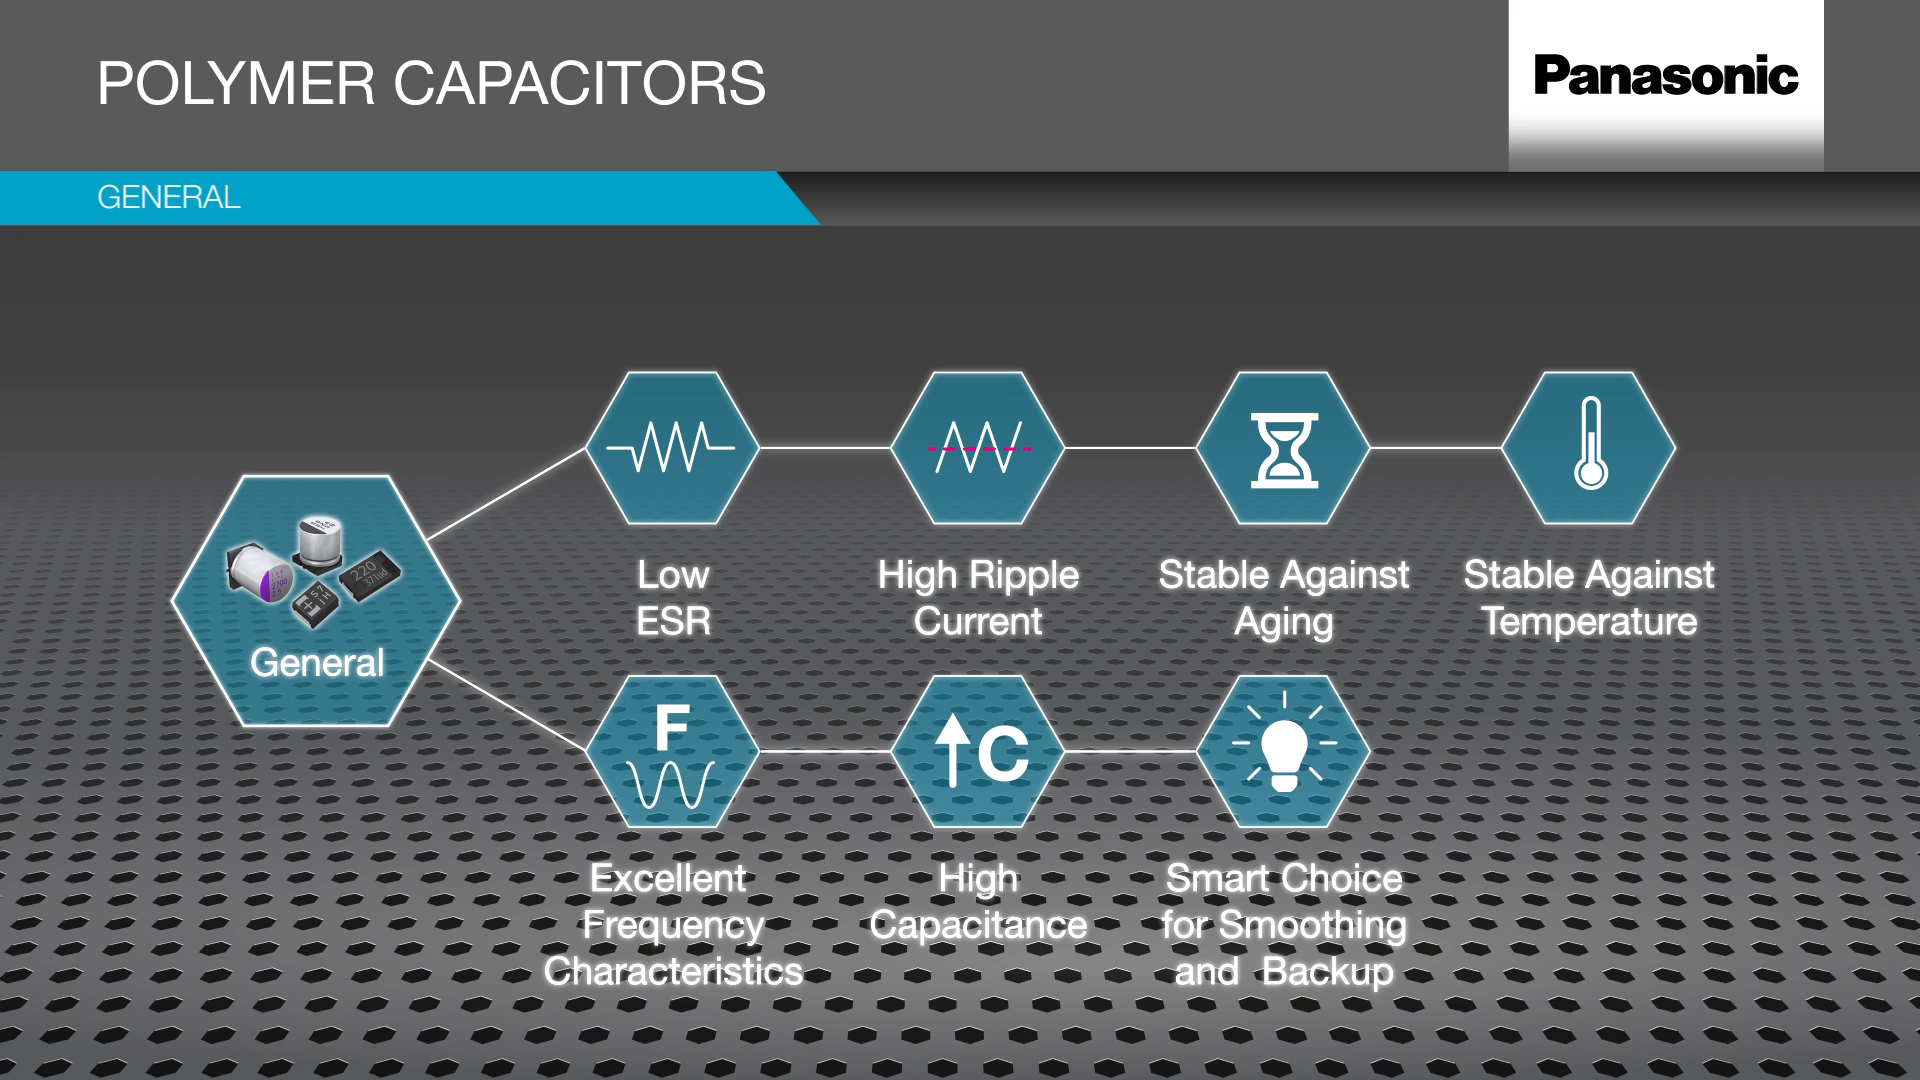 POLYMER CAPACITORS
Panasonic
GENERAL
220
General
Low
ESR
High Ripple
Current
Stable Against
Aging
Stable Against
Temperature
F
C
Excellent
Frequency
Characteristics
High
Capacitance
Smart Choice
for Smoothing
and Backup